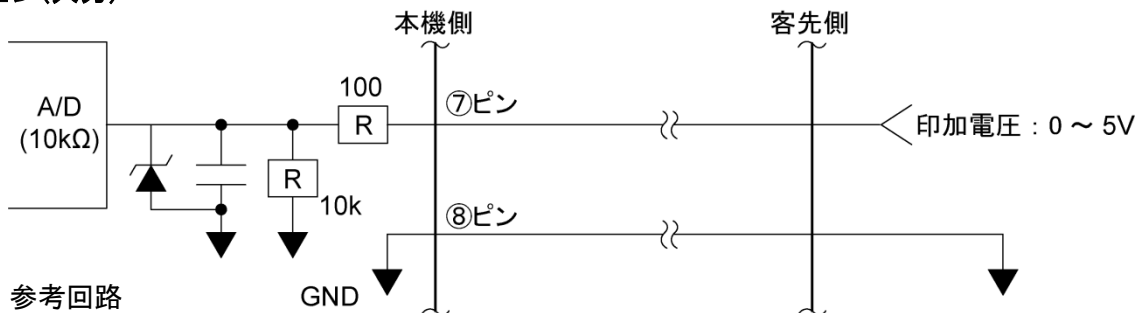 本機側
客先側
A/D
(10kΩ)
100
R
⑦ピン
印加電圧：0 ～ 5V
R
10k
⑧ピン
参考回路
GND